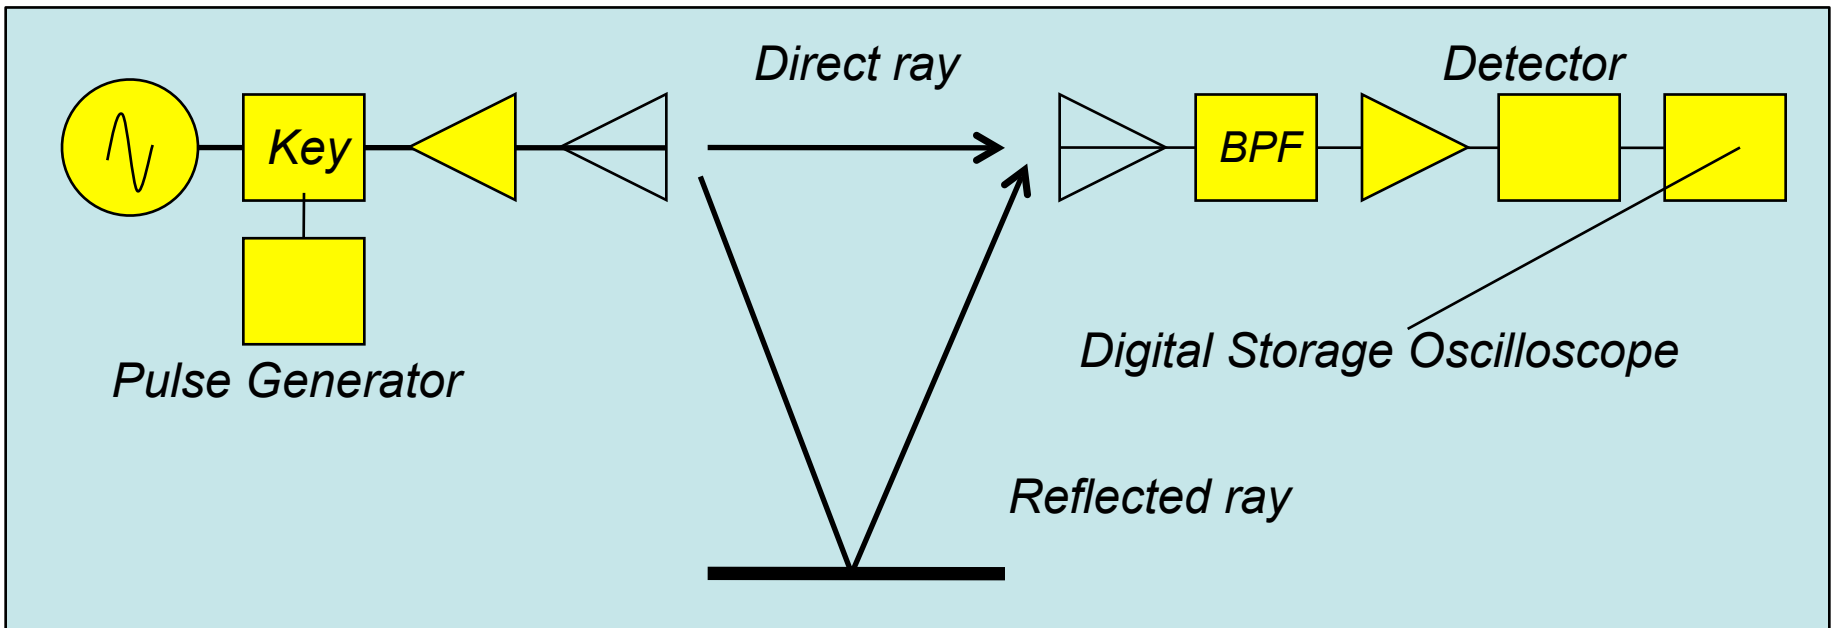 Direct ray
Detector
Key
BPF
Pulse Generator
Digital Storage Oscilloscope
Reflected ray